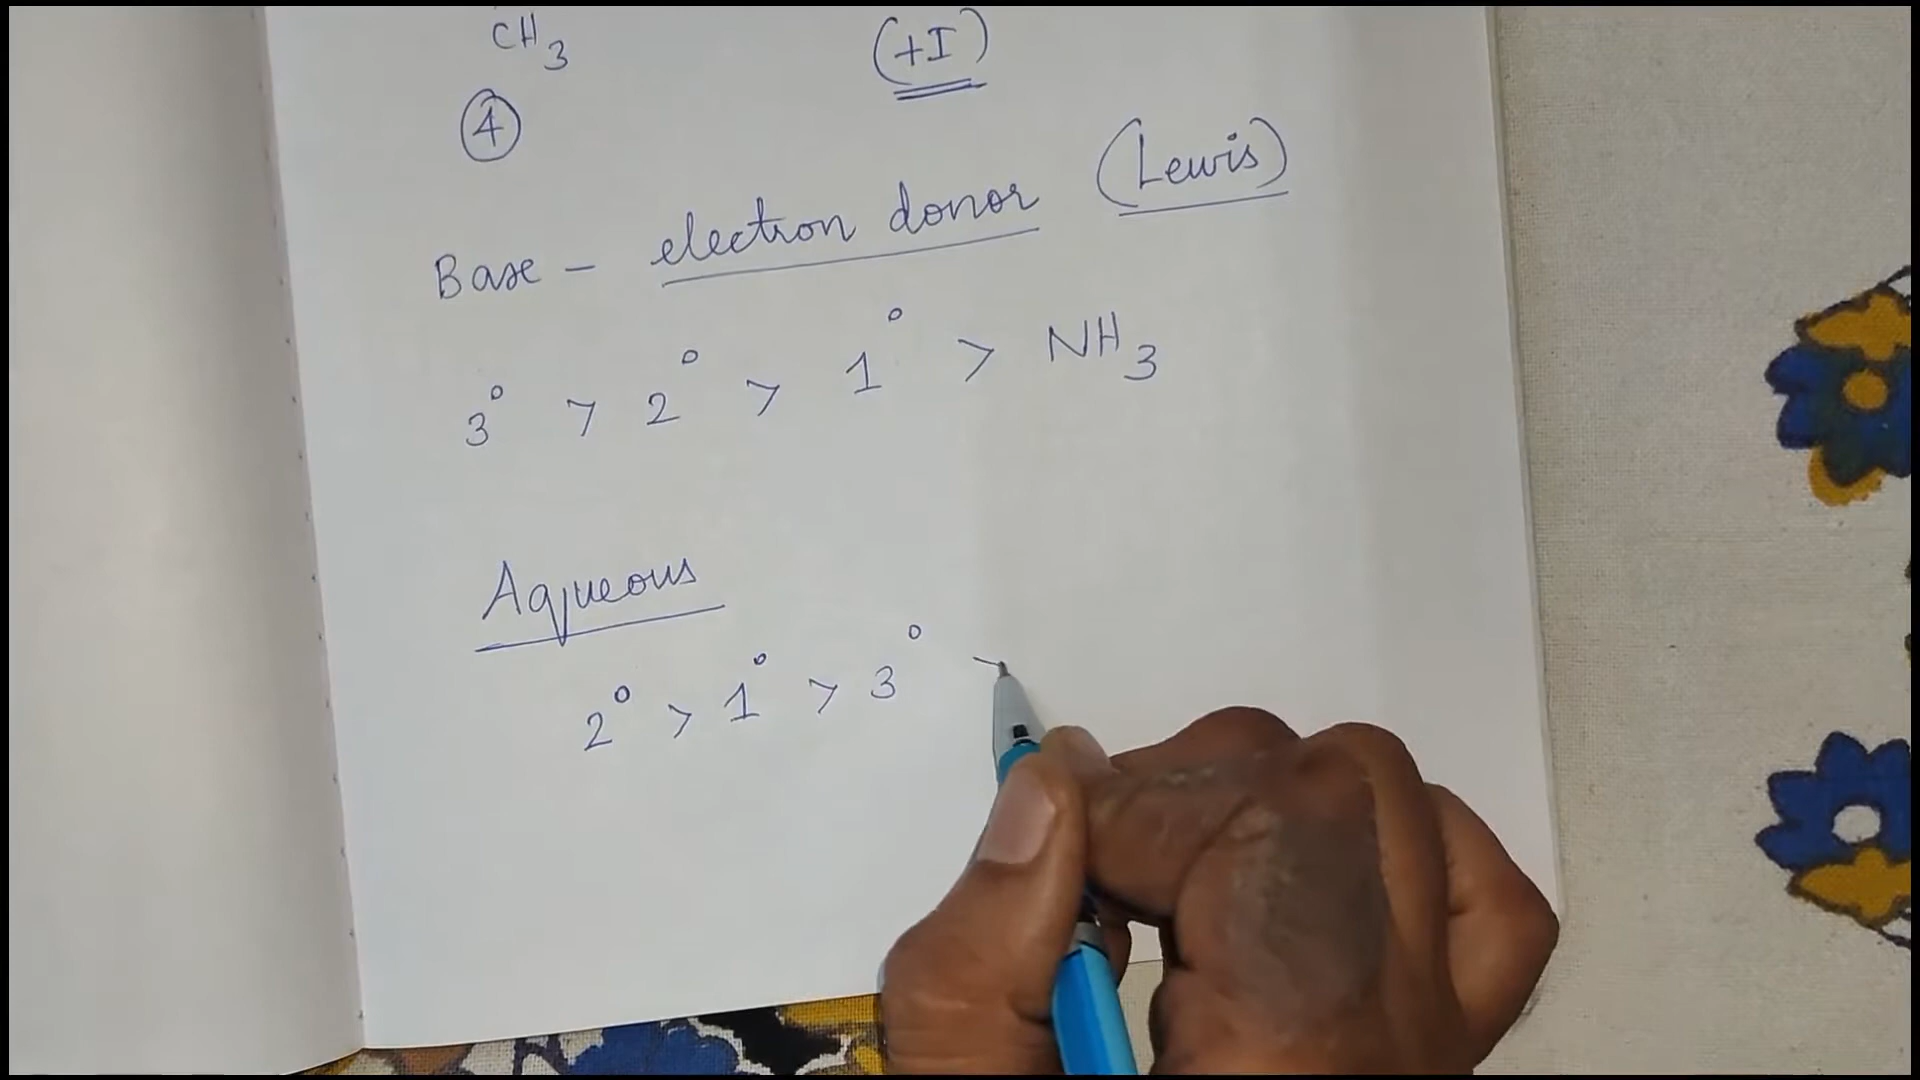 CH3
(+I)
4
Base - electron donor (Lewis)
3° > 2° > 1° > NH3
Aqueous
2° > 1° > 3° >